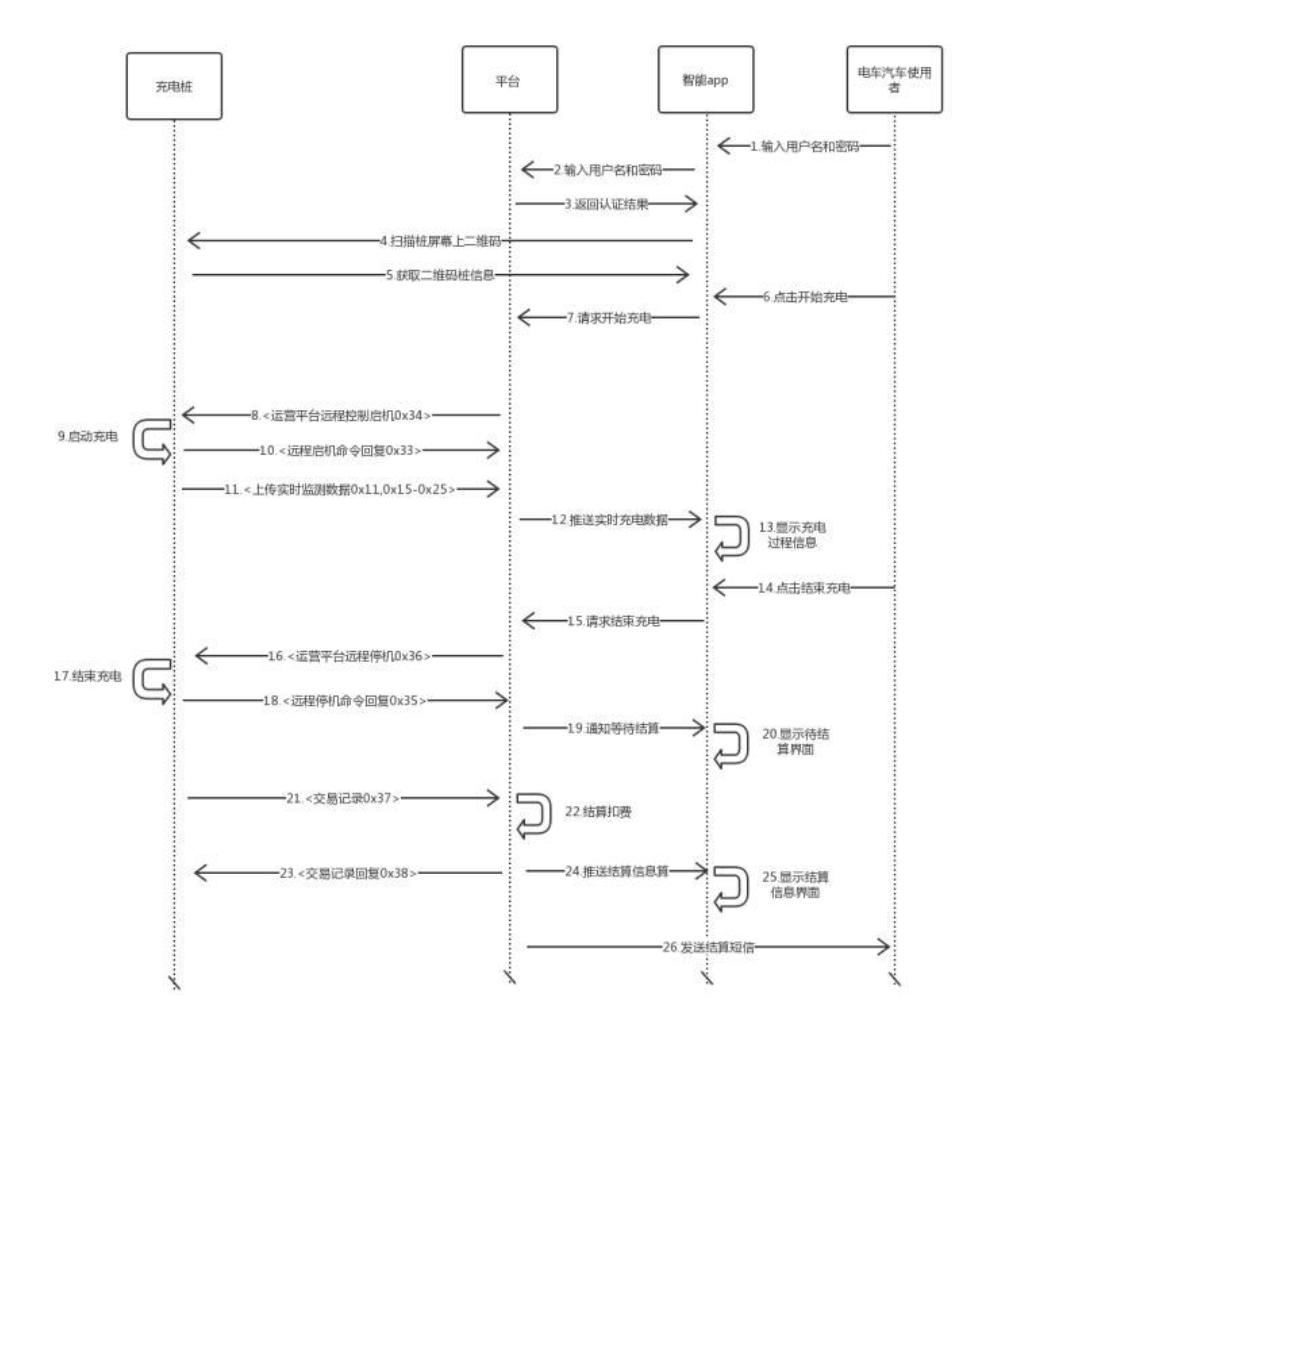 充电桩
平台
智能app
电车汽车使用
者
1.输入用户名和密码
2.输入用户名和密码
3.返回认证结果
4.扫描桩屏幕上二维码
5.获取二维码桩信息
6.点击开始充电
7.请求开始充电
8.<运营平台远程控制启机0x34>
9.启动充电
10.<远程启机命令回复0x33>
11.<上传实时监测数据0x11,0x15-0x25>
12.推送实时充电数据
13.显示充电
过程信息
14.点击结束充电
15.请求结束充电
16.<运营平台远程停机0x36>
17.结束充电
18.<远程停机命令回复0x35>
19.通知等待结算
20.显示待结
算界面
21.<交易记录0x37>
22.结算扣费
23.<交易记录回复0x38>
24.推送结算信息算
25.显示结算
信息界面
26.发送结算短信